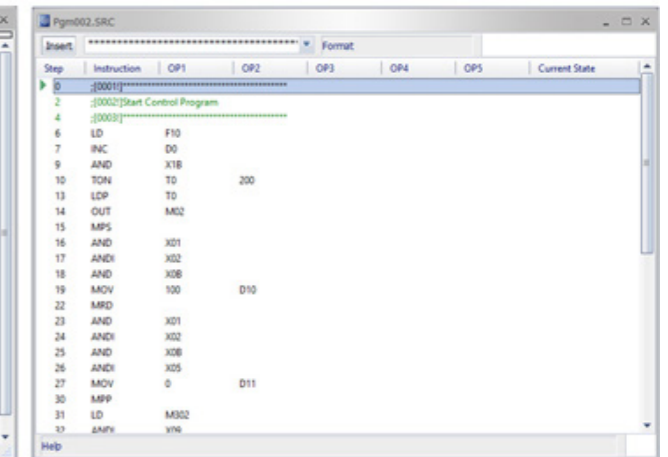 Pgm002.SRC
Insert ****************************************** Format
Step Instruction OP1 OP2 OP3 OP4 OP5 Current State
0 ;[0001!]******************************************
2 ;[0002!]Start Control Program
4 ;[0003!]******************************************
6 LD F10
7 INC D0
9 AND X1B
10 TON T0 200
13 LDP T0
14 OUT M02
15 MPS
16 AND X01
17 ANDI X02
18 AND X0B
19 MOV 100 D10
22 MRD
23 AND X01
24 ANDI X02
25 AND X0B
26 ANDI X05
27 MOV 0 D11
30 MPP
31 LD M302
32 ANDI X09
Help